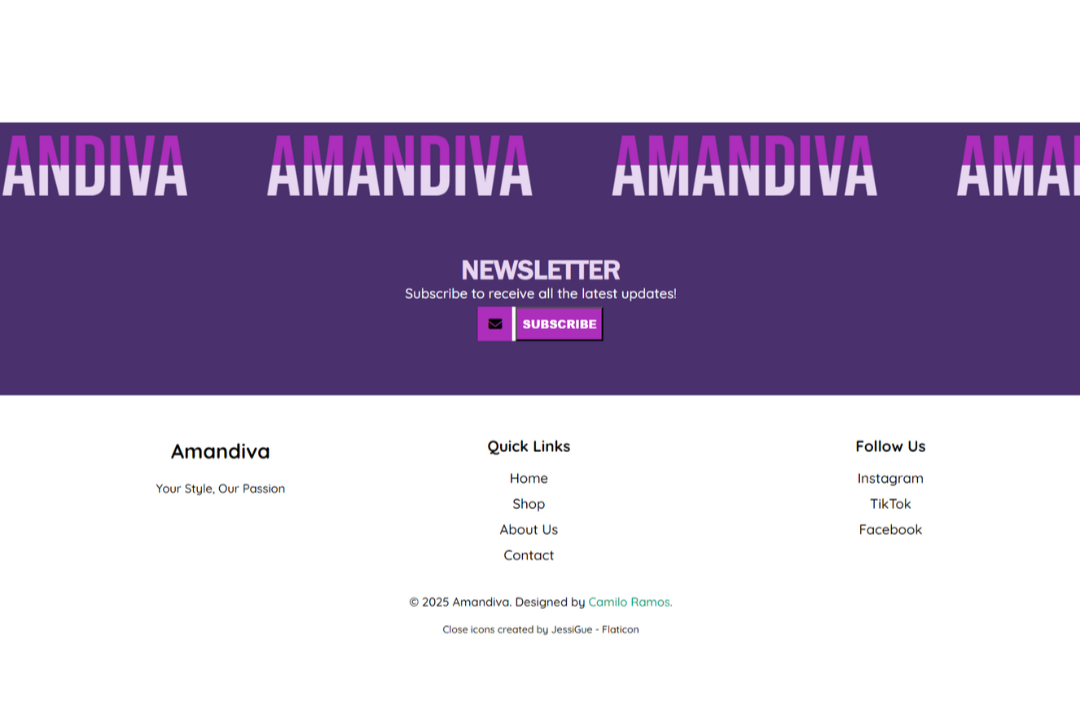 ANDIVA AMANDIVA AMANDIVA AMA
NEWSLETTER
Subscribe to receive all the latest updates!
SUBSCRIBE
Amandiva
Your Style, Our Passion
Quick Links
Home
Shop
About Us
Contact
Follow Us
Instagram
TikTok
Facebook
© 2025 Amandiva. Designed by Camilo Ramos.
Close icons created by JessiGue - Flaticon